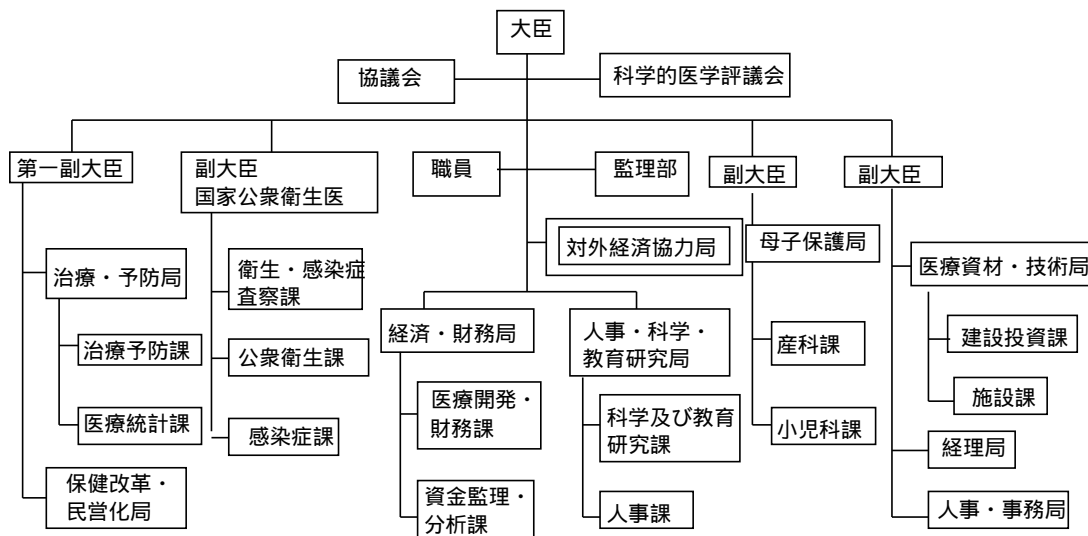 大臣
協議会
科学的医学評議会
第一副大臣
副大臣
国家公衆衛生医
職員
監理部
副大臣
副大臣
対外経済協力局
母子保護局
治療・予防局
衛生・感染症
査察課
医療資材・技術局
経済・財務局
人事・科学・
教育研究局
治療予防課
公衆衛生課
産科課
建設投資課
医療開発・
財務課
科学及び教育
研究課
施設課
医療統計課
感染症課
小児科課
経理局
保健改革・
民営化局
資金監理・
分析課
人事課
人事・事務局